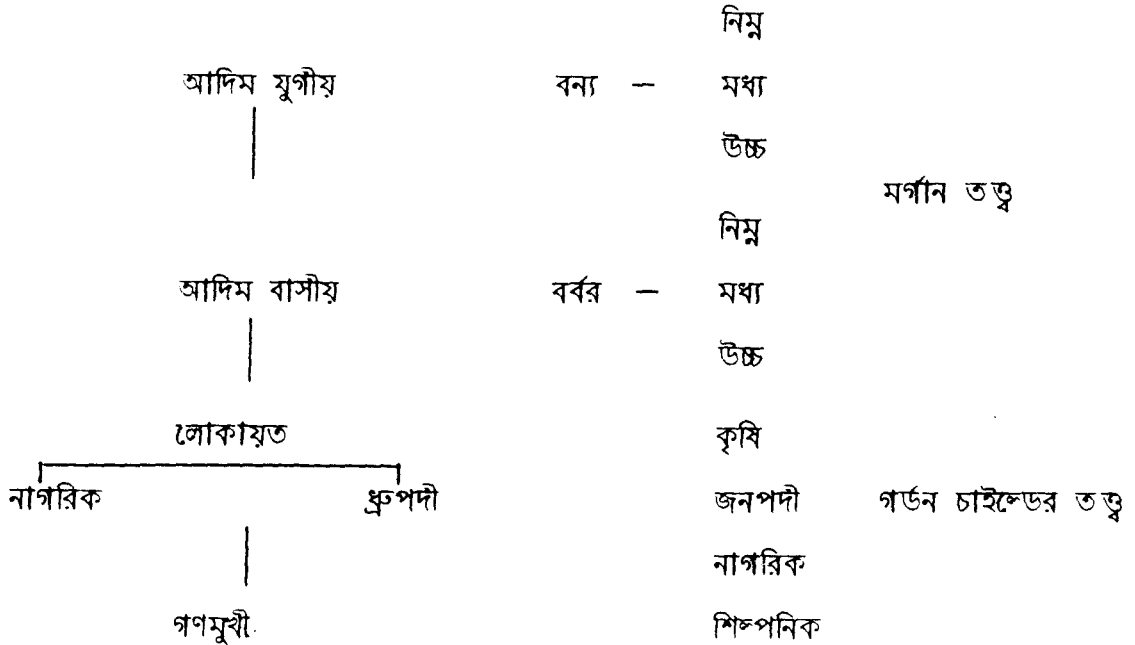 নিম্ন
আদিম যুগীয় বন্য — মধ্য
উচ্চ
মর্গান তত্ত্ব
নিম্ন
আদিম বাসীয় বর্বর — মধ্য
উচ্চ
লোকায়ত কৃষি
নাগরিক ধ্রুপদী জনপদী গর্ডন চাইল্ডের তত্ত্ব
নাগরিক
গণমুখী শিল্পনিক